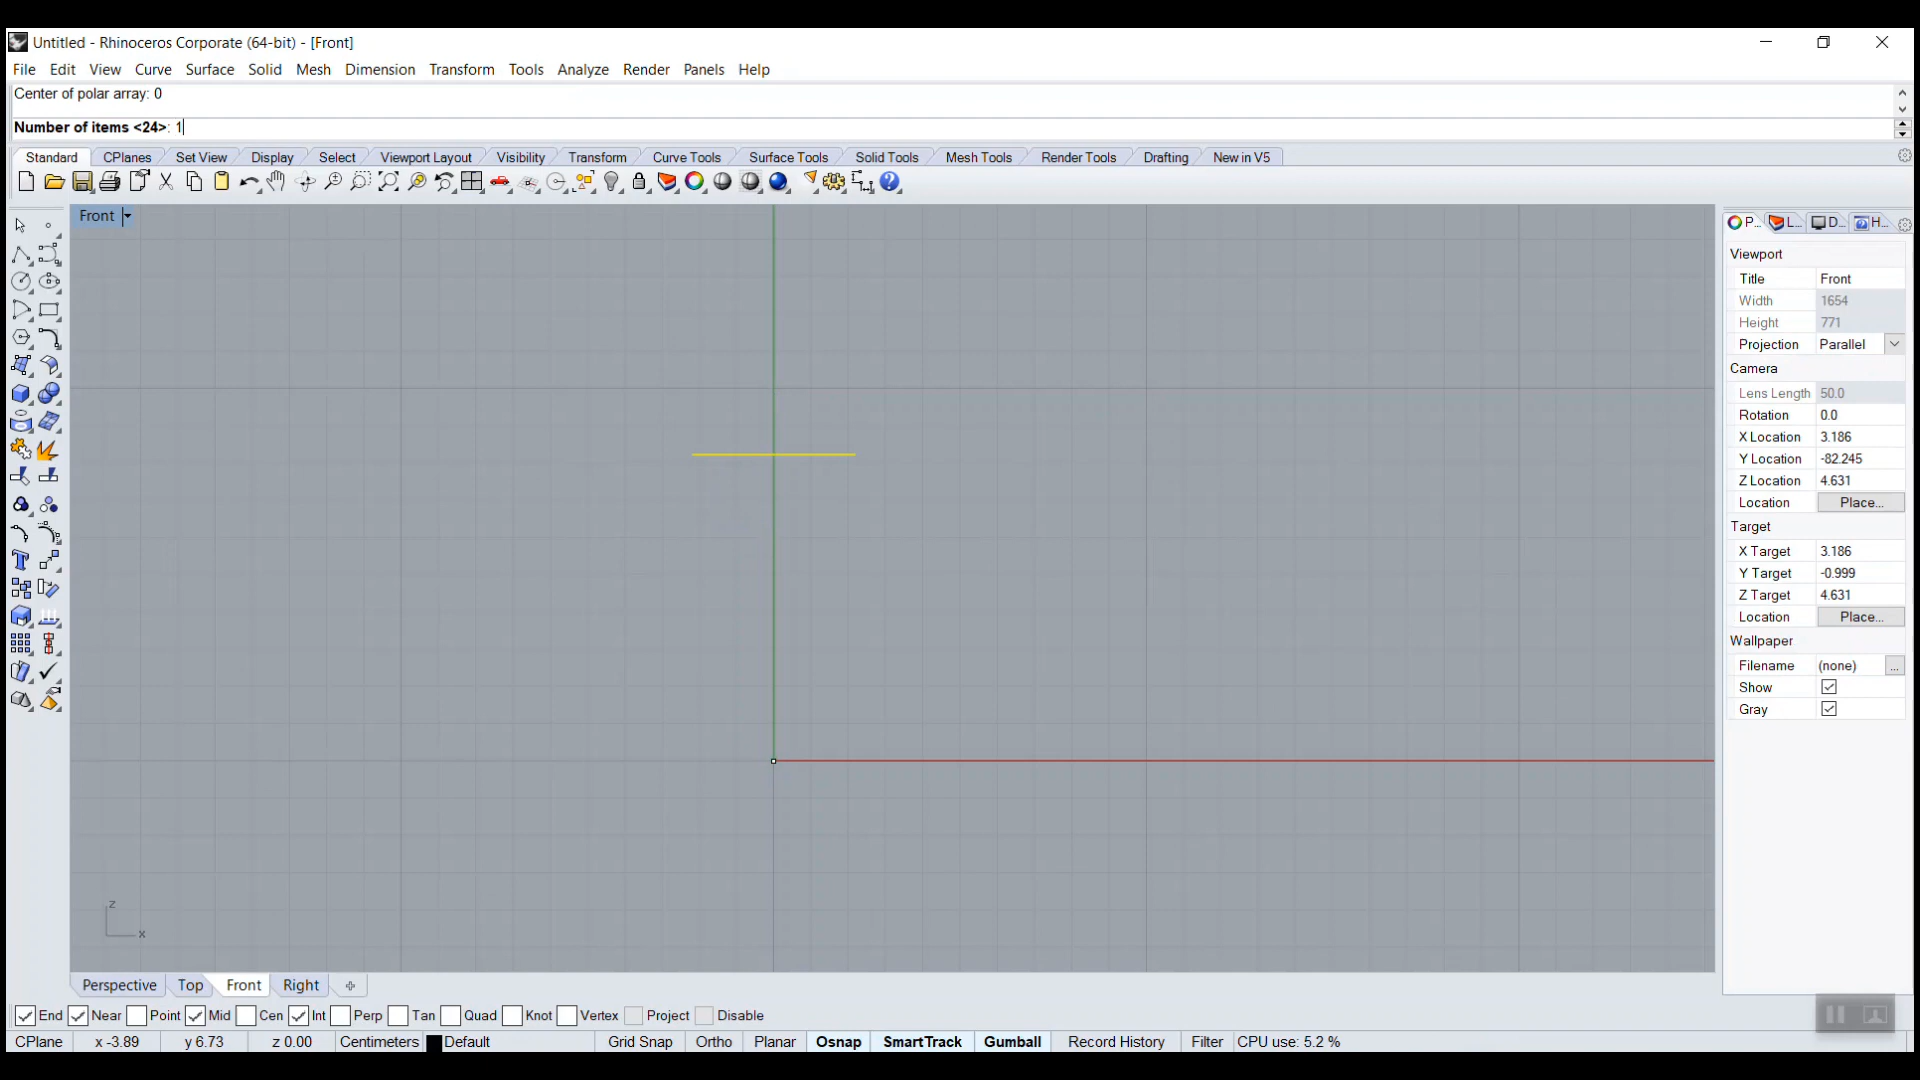 Untitled - Rhinoceros Corporate (64-bit) - [Front]
File Edit View Curve Surface Solid Mesh Dimension Transform Tools Analyze Render Panels Help
Center of polar array: 0
Number of items <24>: 1
Standard CPlanes Set View Display Select Viewport Layout Visibility Transform Curve Tools Surface Tools Solid Tools Mesh Tools Render Tools Drafting New in V5
Front
P... L... D... H...
Viewport
Title Front
Width 1654
Height 771
Projection Parallel
Camera
Lens Length 50.0
Rotation 0.0
X Location 3.186
Y Location -82.245
Z Location 4.631
Location Place...
Target
X Target 3.186
Y Target -0.999
Z Target 4.631
Location Place...
Wallpaper
Filename (none) ...
Show
Gray
z
x
Perspective Top Front Right
End Near Point Mid Cen Int Perp Tan Quad Knot Vertex Project Disable
CPlane x -3.89 y 6.73 z 0.00 Centimeters Default Grid Snap Ortho Planar Osnap SmartTrack Gumball Record History Filter CPU use: 5.2 %